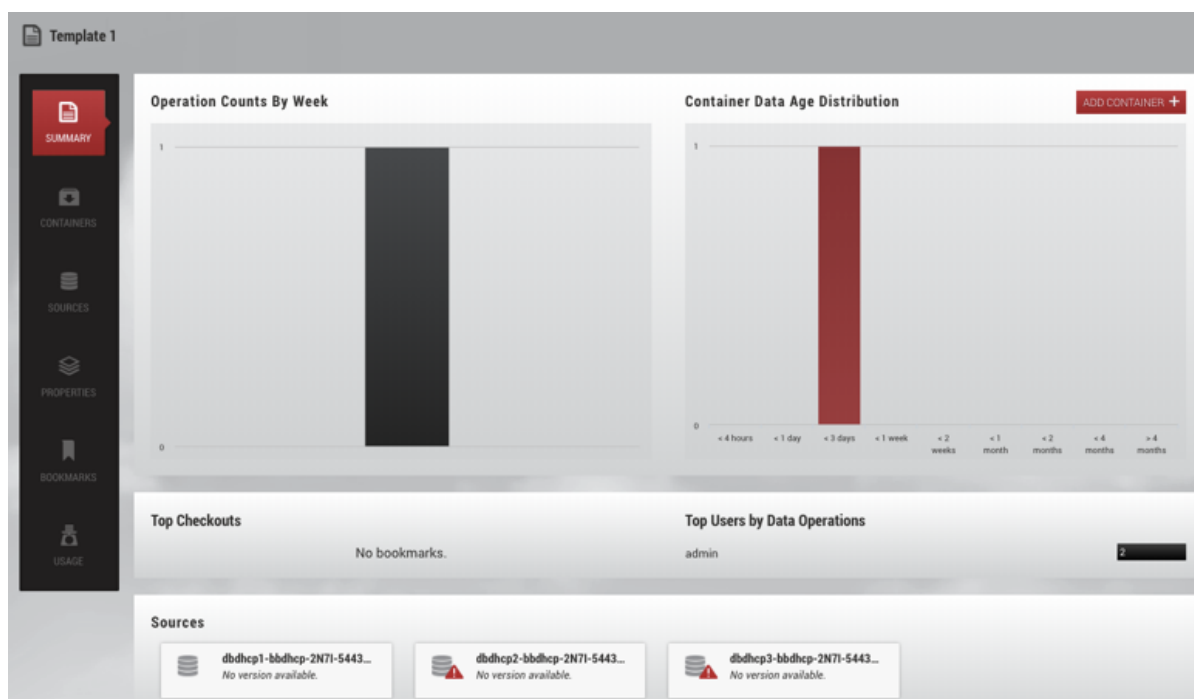 Template 1
SUMMARY
CONTAINERS
SOURCES
PROPERTIES
BOOKMARKS
USAGE
Operation Counts By Week
1
0
Container Data Age Distribution
ADD CONTAINER +
1
0
< 4 hours
< 1 day
< 3 days
< 1 week
< 2
weeks
< 1
month
< 2
months
< 4
months
> 4
months
Top Checkouts
No bookmarks.
Top Users by Data Operations
admin
2
Sources
dbdhcp1-bbdhcp-2N7I-5443...
No version available.
dbdhcp2-bbdhcp-2N7I-5443...
No version available.
dbdhcp3-bbdhcp-2N7I-5443...
No version available.